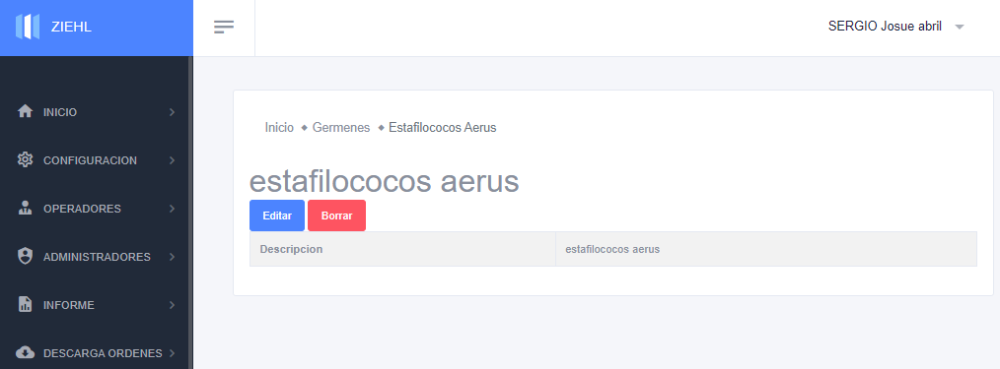 ZIEHL
SERGIO Josue abril
INICIO
CONFIGURACION
OPERADORES
ADMINISTRADORES
INFORME
DESCARGA ORDENES
Inicio Germenes Estafilococos Aerus
estafilococos aerus
Editar Borrar
Descripcion estafilococos aerus